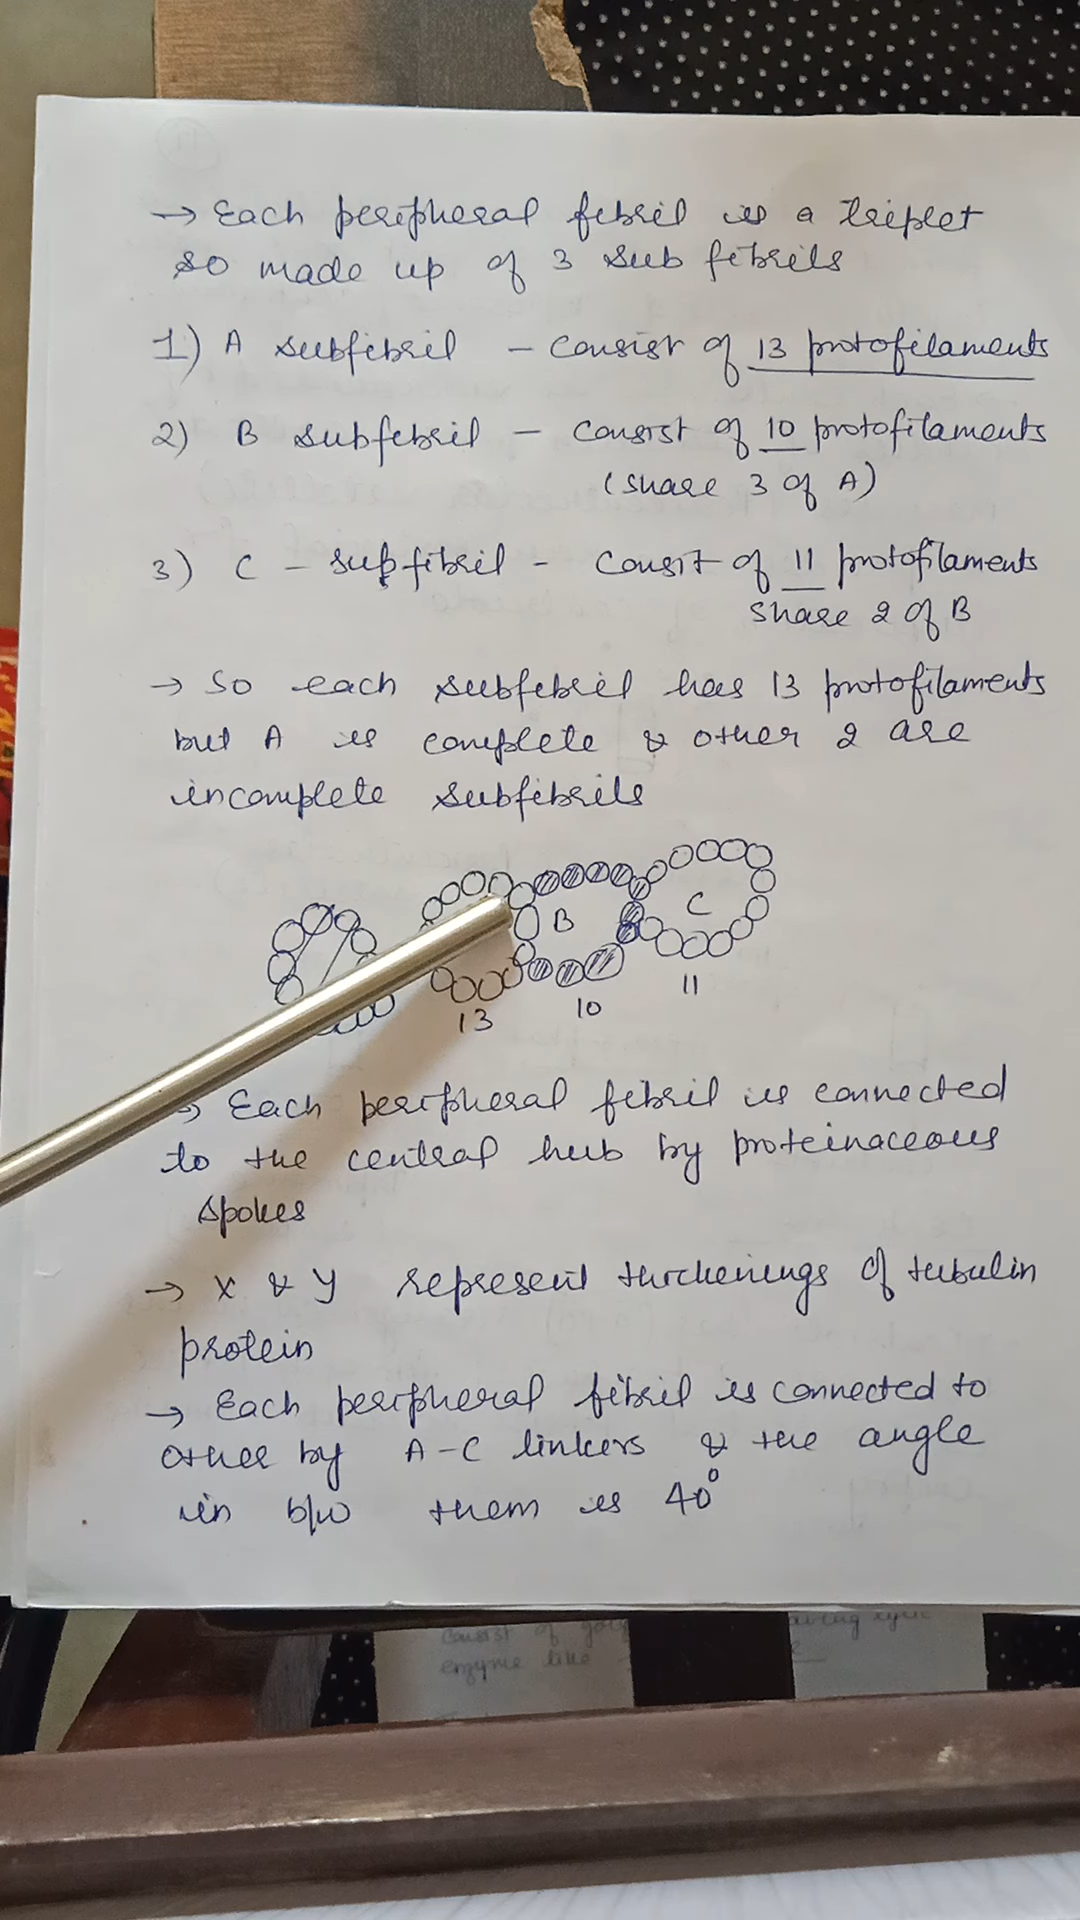 → Each peripheral fibril is a triplet
so made up of 3 sub fibrils
1) A subfibril - consist of 13 protofilaments
2) B subfibril - consist of 10 protofilaments
(share 3 of A)
3) C - subfibril - consit of 11 protofilaments
share 2 of B
→ So each subfibril has 13 protofilaments
but A is complete & other 2 are
incomplete subfibrils
B
C
13
10
11
→ Each peripheral fibril is connected
to the central hub by proteinaceous
spokes
→ X & Y represent thickenings of tubulin
protein
→ Each peripheral fibril is connected to
other by A-C linkers & the angle
in b/w them is 40°
consist of
enzyme like